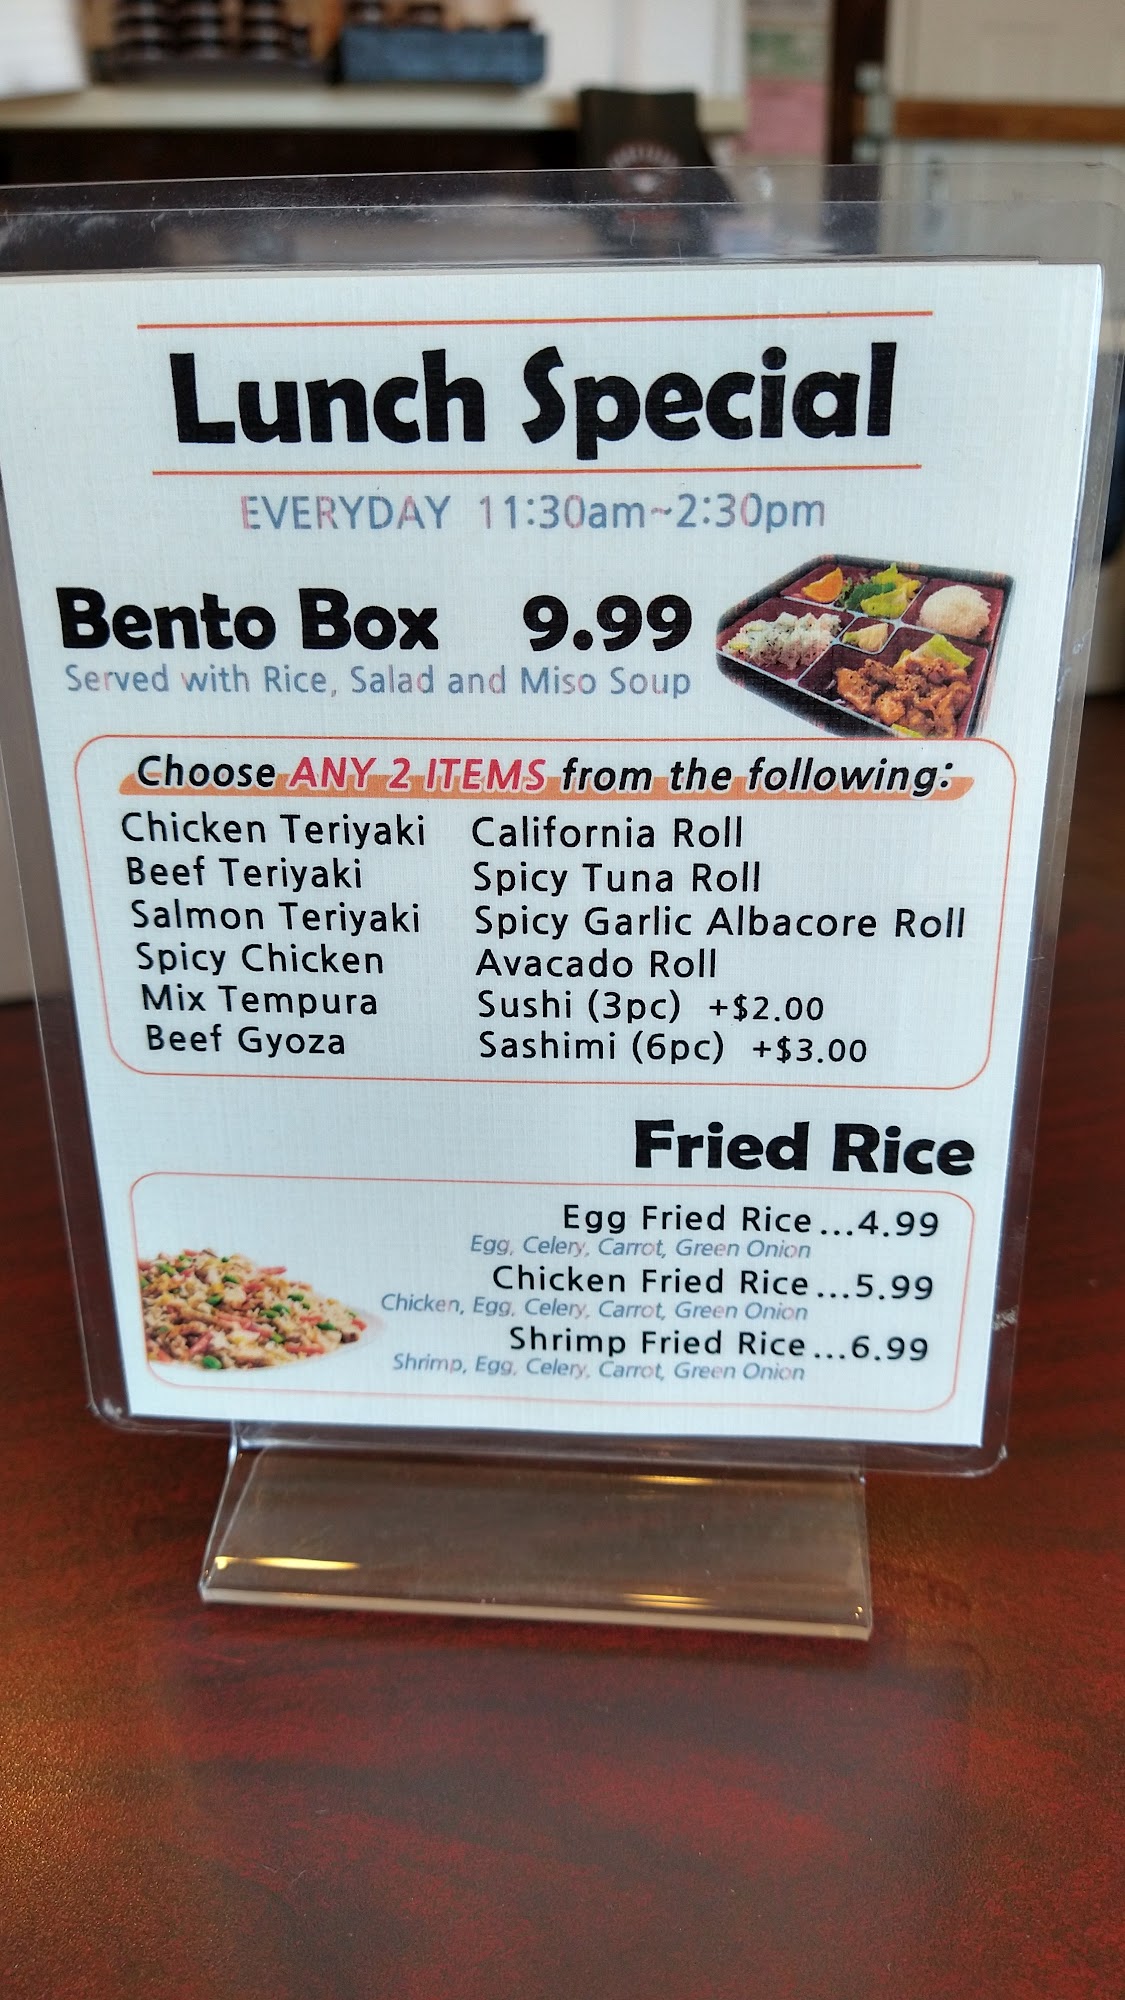 Lunch Special
EVERYDAY 11:30am~2:30pm
Bento Box 9.99
Served with Rice, Salad and Miso Soup
Choose ANY 2 ITEMS from the following:
Chicken Teriyaki California Roll
Beef Teriyaki Spicy Tuna Roll
Salmon Teriyaki Spicy Garlic Albacore Roll
Spicy Chicken Avacado Roll
Mix Tempura Sushi (3pc) +$2.00
Beef Gyoza Sashimi (6pc) +$3.00
Fried Rice
Egg Fried Rice...4.99
Egg, Celery, Carrot, Green Onion
Chicken Fried Rice...5.99
Chicken, Egg, Celery, Carrot, Green Onion
Shrimp Fried Rice...6.99
Shrimp, Egg, Celery, Carrot, Green Onion